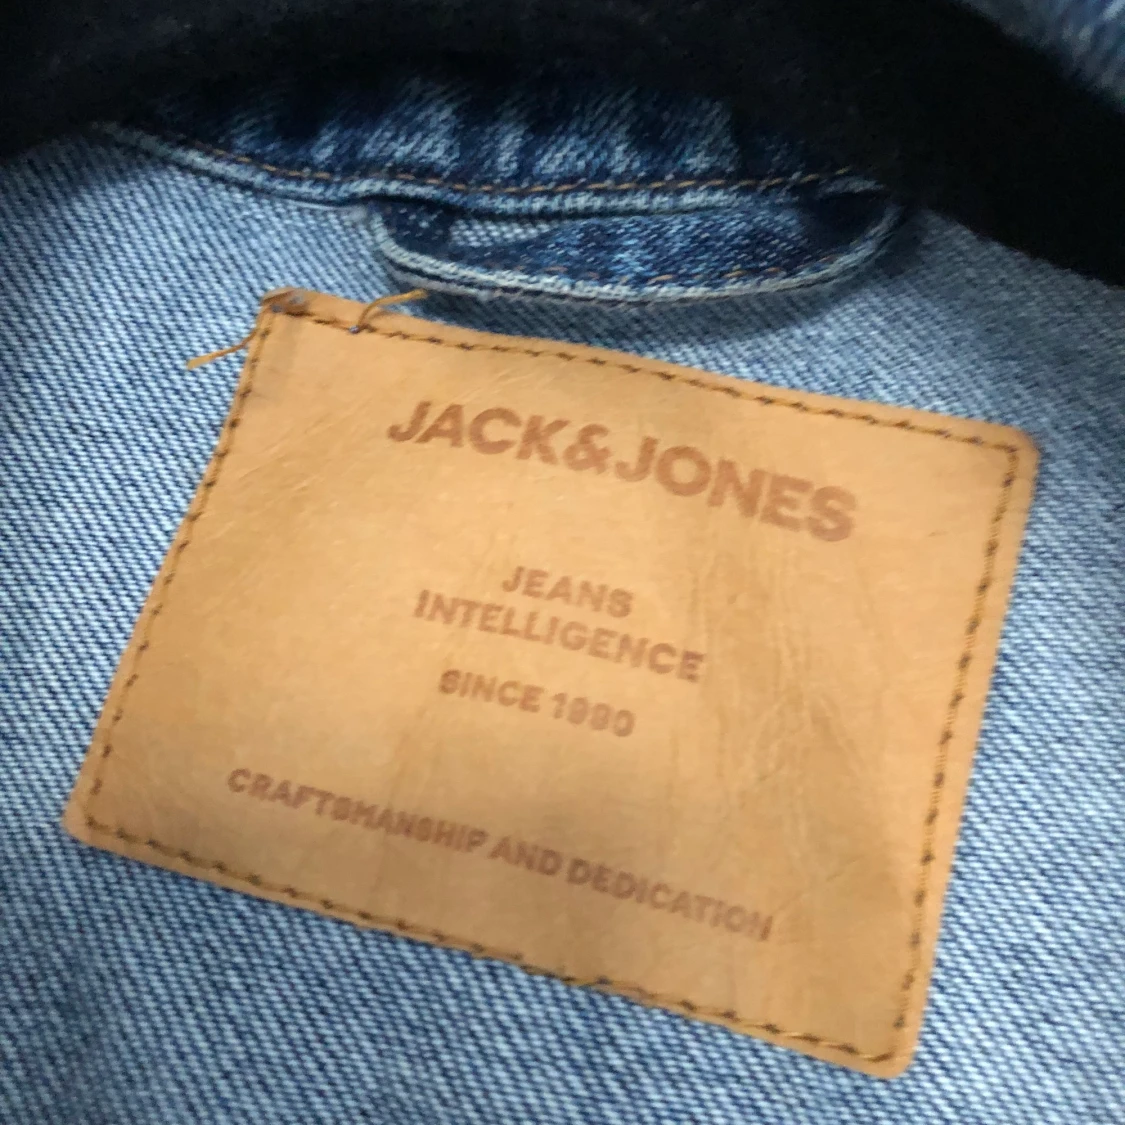 JACK&JONES
JEANS
INTELLIGENCE
SINCE 1990
CRAFTSMANSHIP AND DEDICATION